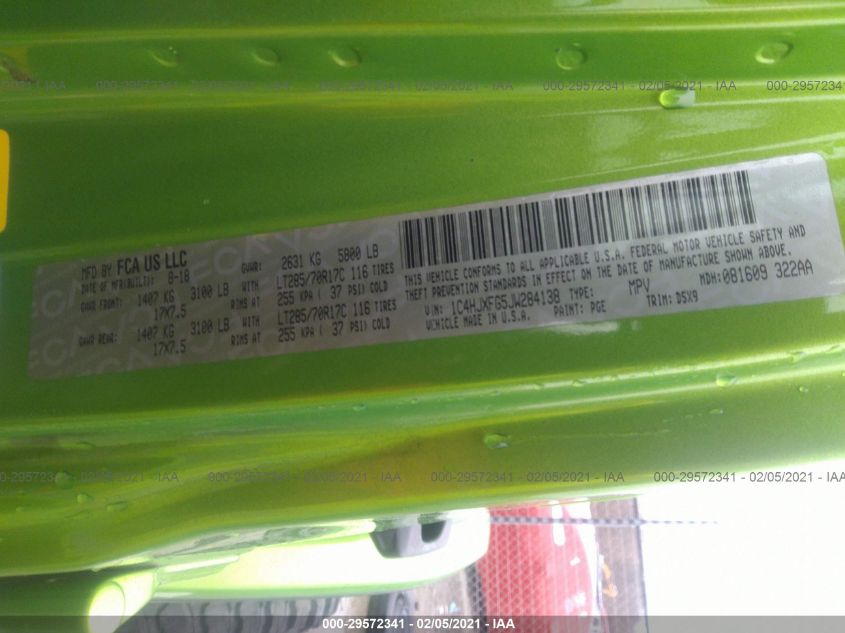 000-29572341 - 02/05/2021 - IAA
MFD BY FCA US LLC
DATE OF MFR(BUILT): 8-18
GVWR: 2631 KG 5800 LB
GAWR FRONT: 1407 KG 3100 LB WITH LT285/70R17C 116 TIRES
17X7.5 RIMS AT 255 KPA ( 37 PSI) COLD
GAWR REAR: 1407 KG 3100 LB WITH LT285/70R17C 116 TIRES
17X7.5 RIMS AT 255 KPA ( 37 PSI) COLD
THIS VEHICLE CONFORMS TO ALL APPLICABLE U.S.A. FEDERAL MOTOR VEHICLE SAFETY AND
THEFT PREVENTION STANDARDS IN EFFECT ON THE DATE OF MANUFACTURE SHOWN ABOVE.
VIN: 1C4HJXFG5JW284138 TYPE: MPV MDH: 081609 322AA
VEHICLE MADE IN U.S.A. PAINT: PGE TRIM: D5X9
000-29572341 - 02/05/2021 - IAA
000-29572341 - 02/05/2021 - IAA